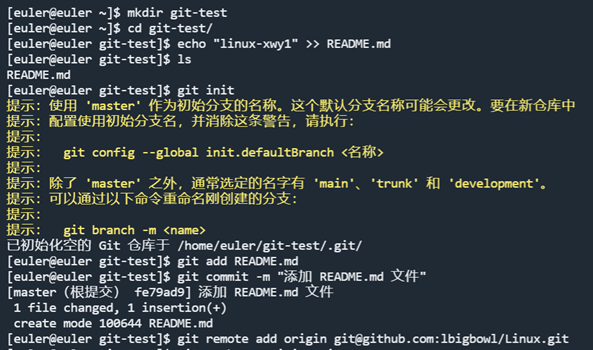 [euler@euler ~]$ mkdir git-test
[euler@euler ~]$ cd git-test/
[euler@euler git-test]$ echo "linux-xwy1" >> README.md
[euler@euler git-test]$ ls
README.md
[euler@euler git-test]$ git init
提示：使用 'master' 作为初始分支的名称。这个默认分支名称可能会更改。要在新仓库中
提示：配置使用初始分支名，并消除这条警告，请执行：
提示：
提示：  git config --global init.defaultBranch <名称>
提示：
提示：除了 'master' 之外，通常选定的名字有 'main'、'trunk' 和 'development'。
提示：可以通过以下命令重命名刚创建的分支：
提示：
提示：  git branch -m <name>
已初始化空的 Git 仓库于 /home/euler/git-test/.git/
[euler@euler git-test]$ git add README.md
[euler@euler git-test]$ git commit -m "添加 README.md 文件"
[master（根提交） fe79ad9] 添加 README.md 文件
 1 file changed, 1 insertion(+)
 create mode 100644 README.md
[euler@euler git-test]$ git remote add origin git@github.com:lbigbowl/Linux.git